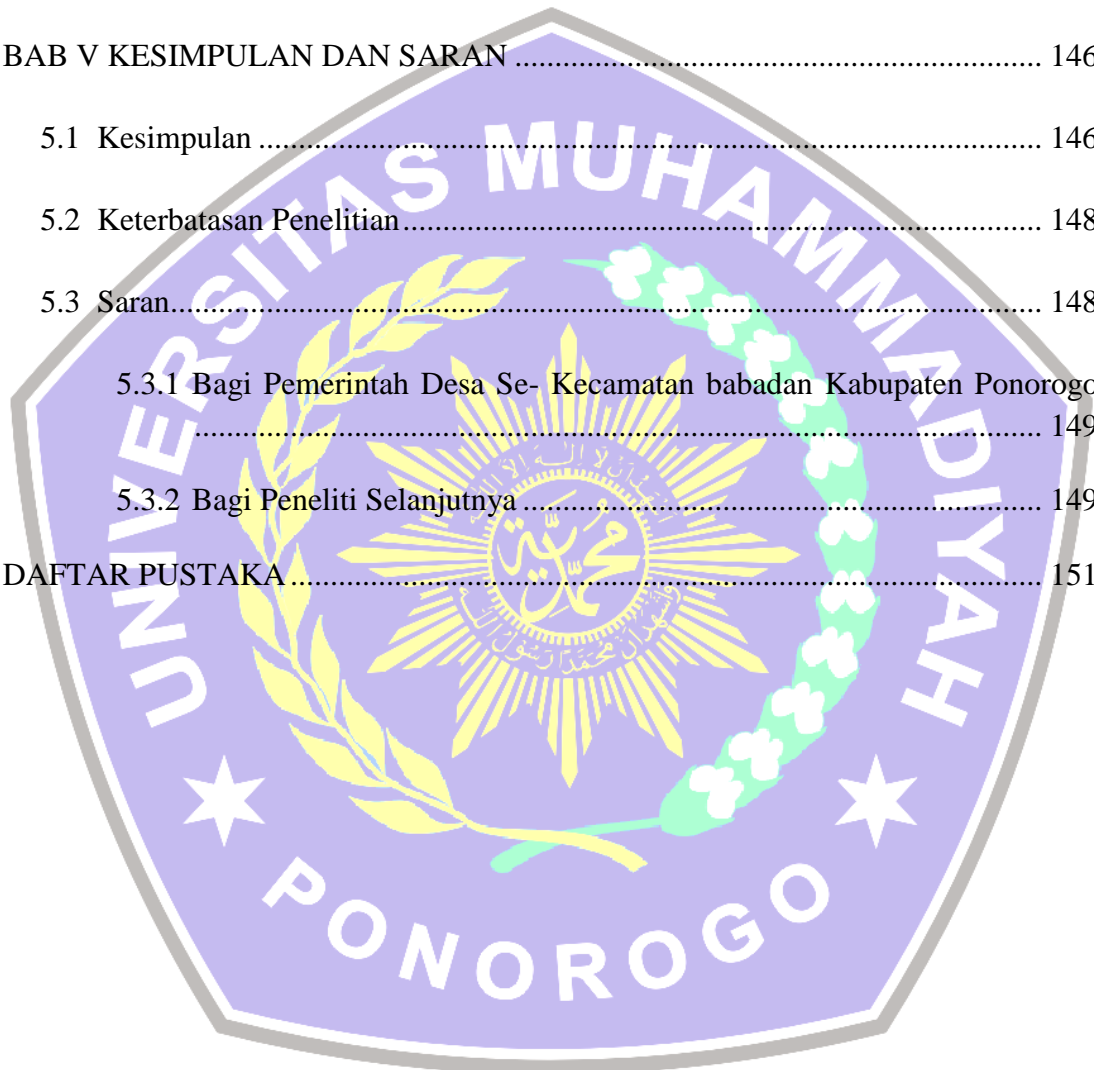 BAB V KESIMPULAN DAN SARAN ................................................................. 146
5.1 Kesimpulan ................................................................................................. 146
5.2 Keterbatasan Penelitian ............................................................................... 148
5.3 Saran ............................................................................................................ 148
5.3.1 Bagi Pemerintah Desa Se- Kecamatan babadan Kabupaten Ponorogo
......................................................................................................... 149
5.3.2 Bagi Peneliti Selanjutnya ................................................................ 149
DAFTAR PUSTAKA ............................................................................................. 151
UNIVERSITAS MUHAMMADIYAH
PONOROGO
محمدية